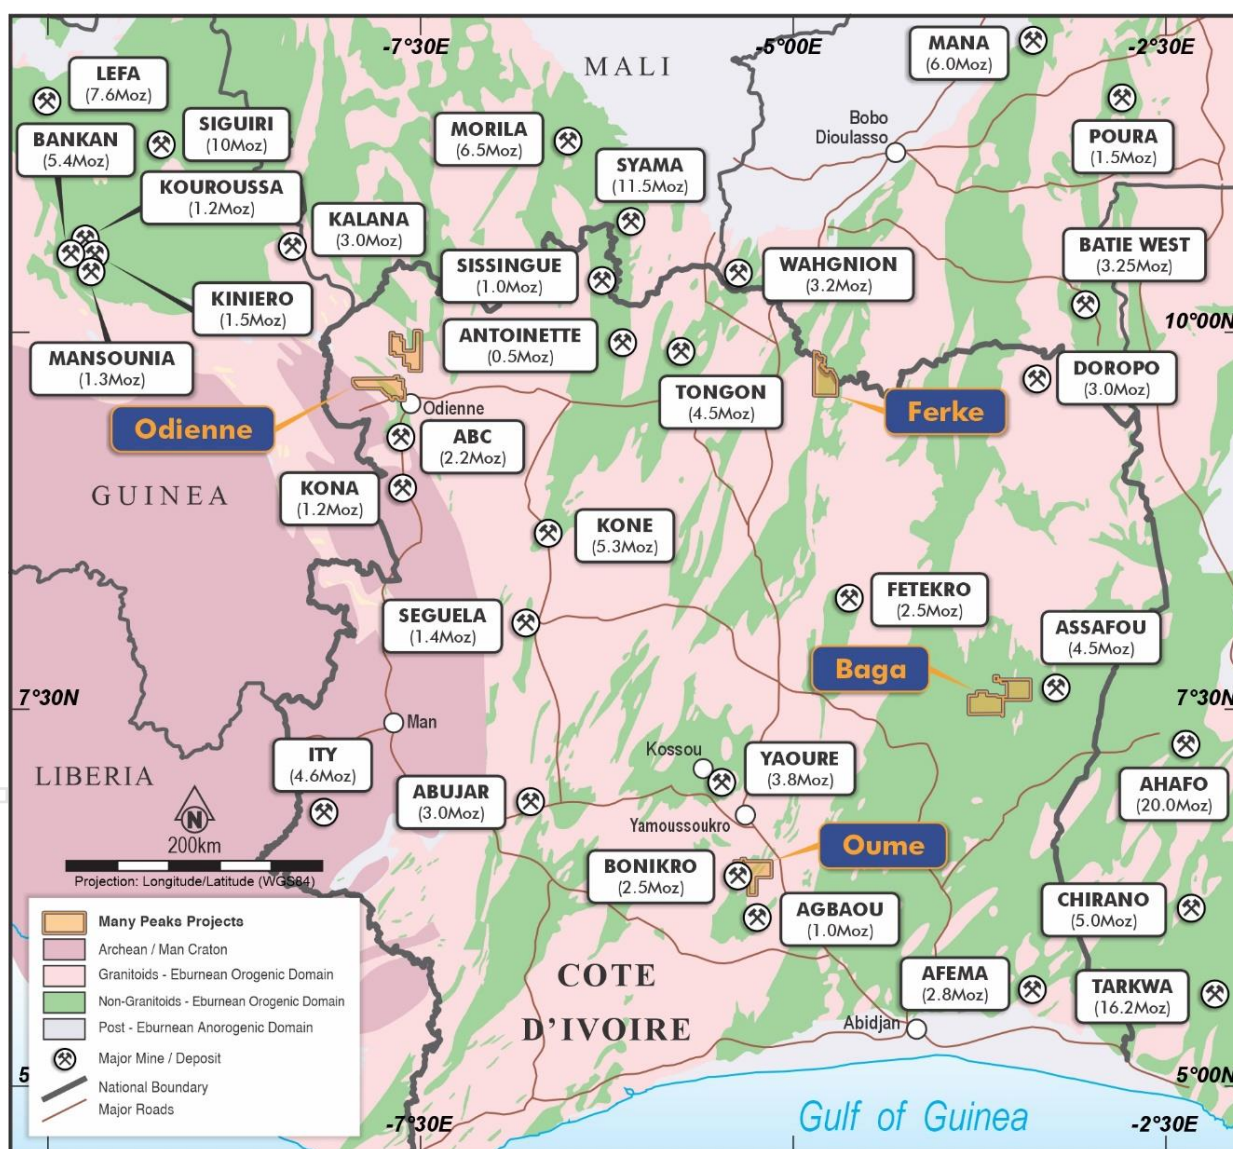 -7°30E
-5°00E
-2°30E
MALI
MANA
(6.0Moz)
LEFA
(7.6Moz)
SIGUIRI
(10Moz)
BANKAN
(5.4Moz)
MORILA
(6.5Moz)
Bobo
Dioulasso
POURA
(1.5Moz)
SYAMA
(11.5Moz)
KOUROUSSA
(1.2Moz)
KALANA
(3.0Moz)
SISSINGUE
(1.0Moz)
WAHGNION
(3.2Moz)
BATIE WEST
(3.25Moz)
KINIERO
(1.5Moz)
10°00N
ANTOINETTE
(0.5Moz)
MANSOUNIA
(1.3Moz)
TONGON
(4.5Moz)
DOROPO
(3.0Moz)
Odienne
Odienne
Ferke
ABC
(2.2Moz)
GUINEA
KONA
(1.2Moz)
KONE
(5.3Moz)
SEGUELA
(1.4Moz)
FETEKRO
(2.5Moz)
ASSAFOU
(4.5Moz)
Baga
7°30N
7°30N
Man
ITY
(4.6Moz)
Kossou
YAOURE
(3.8Moz)
LIBERIA
ABUJAR
(3.0Moz)
AHAFO
(20.0Moz)
Yamoussoukro
N
200km
Oume
Projection: Longitude/Latitude (WGS84)
BONIKRO
(2.5Moz)
AGBAOU
(1.0Moz)
CHIRANO
(5.0Moz)
COTE
D'IVOIRE
AFEMA
(2.8Moz)
TARKWA
(16.2Moz)
Abidjan
Many Peaks Projects
Archean / Man Craton
Granitoids - Eburnean Orogenic Domain
Non-Granitoids - Eburnean Orogenic Domain
Post - Eburnean Anorogenic Domain
Major Mine / Deposit
National Boundary
Major Roads
5
5°00N
Gulf of Guinea
-7°30E
-2°30E